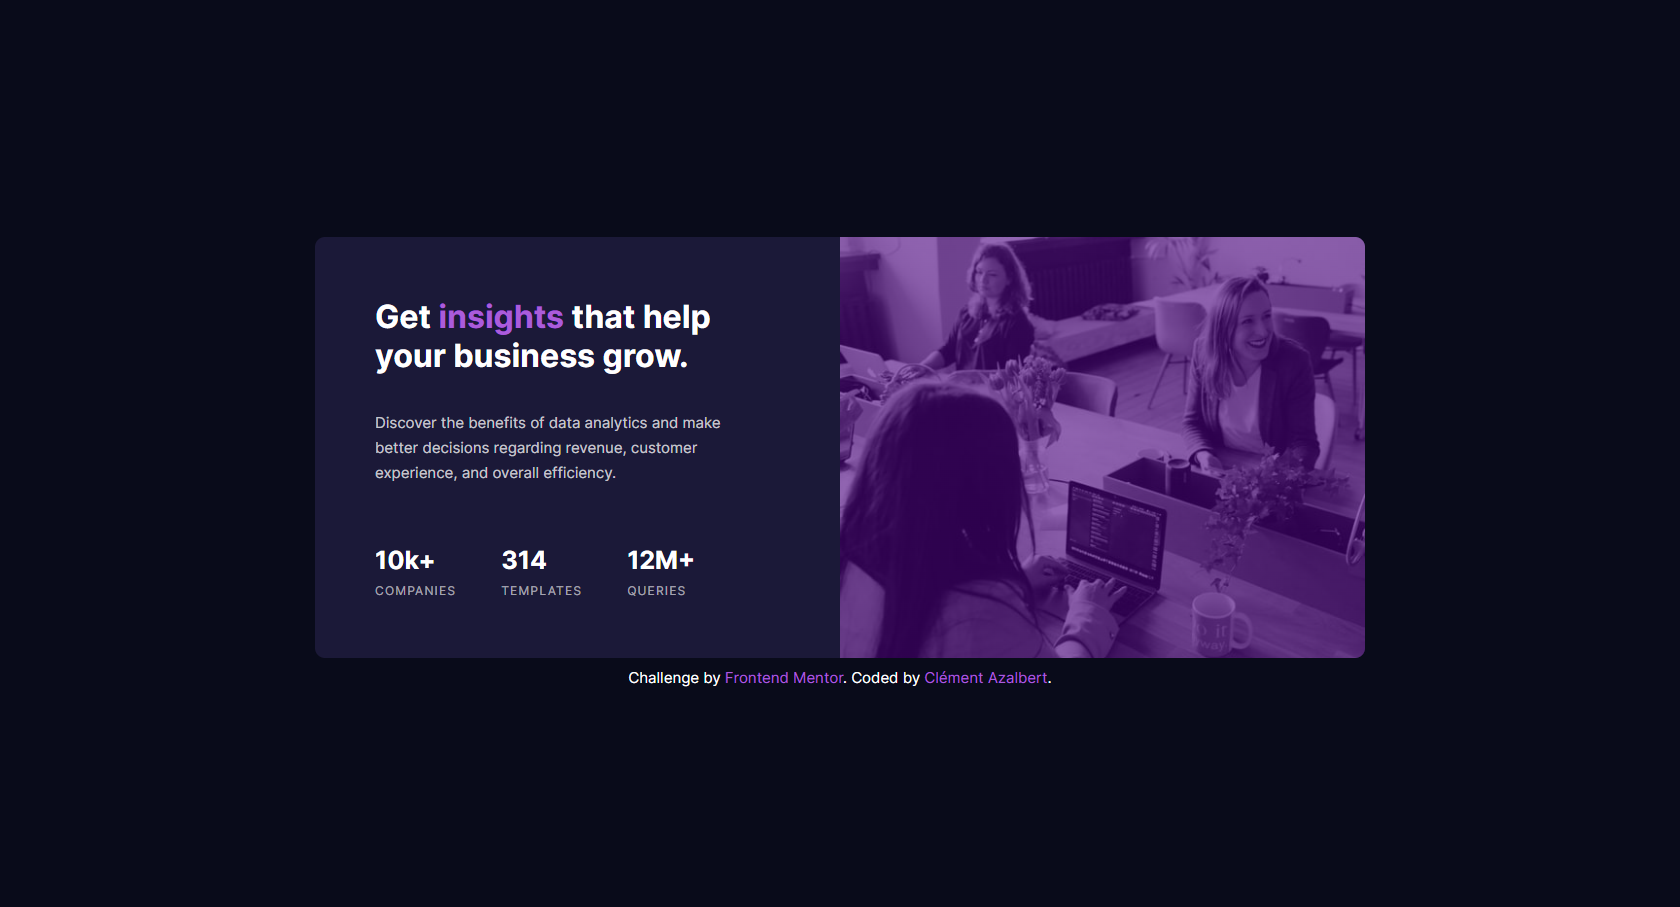 Get insights that help
your business grow.
Discover the benefits of data analytics and make
better decisions regarding revenue, customer
experience, and overall efficiency.
10k+ 314 12M+
COMPANIES TEMPLATES QUERIES
Challenge by Frontend Mentor. Coded by Clément Azalbert.